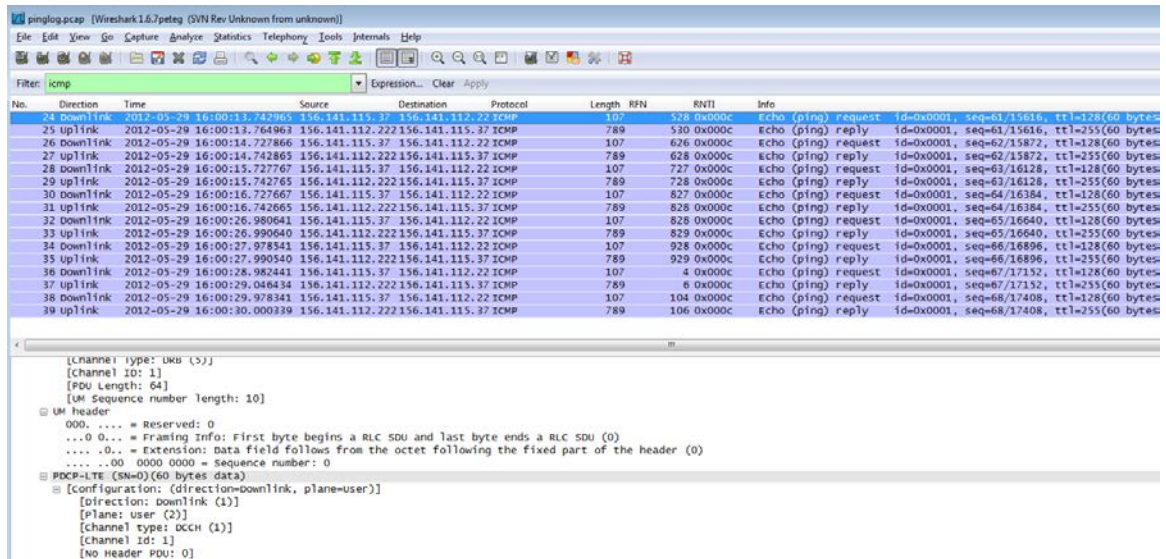 pinglog.pcap [Wireshark 1.6.7peteg (SVN Rev Unknown from unknown)]
File Edit View Go Capture Analyze Statistics Telephony Tools Internals Help
Filter: icmp Expression... Clear Apply
No. Direction Time Source Destination Protocol Length RFN RNTI Info
24 Downlink 2012-05-29 16:00:13.742965 156.141.115.37 156.141.112.22 ICMP 107 528 0x000c Echo (ping) request id=0x0001, seq=61/15616, ttl=128(60 bytes
25 Uplink 2012-05-29 16:00:13.764963 156.141.112.222 156.141.115.37 ICMP 789 530 0x000c Echo (ping) reply id=0x0001, seq=61/15616, ttl=255(60 bytes
26 Downlink 2012-05-29 16:00:14.727866 156.141.115.37 156.141.112.22 ICMP 107 626 0x000c Echo (ping) request id=0x0001, seq=62/15872, ttl=128(60 bytes
27 Uplink 2012-05-29 16:00:14.742865 156.141.112.222 156.141.115.37 ICMP 789 628 0x000c Echo (ping) reply id=0x0001, seq=62/15872, ttl=255(60 bytes
28 Downlink 2012-05-29 16:00:15.727767 156.141.115.37 156.141.112.22 ICMP 107 727 0x000c Echo (ping) request id=0x0001, seq=63/16128, ttl=128(60 bytes
29 Uplink 2012-05-29 16:00:15.742765 156.141.112.222 156.141.115.37 ICMP 789 728 0x000c Echo (ping) reply id=0x0001, seq=63/16128, ttl=255(60 bytes
30 Downlink 2012-05-29 16:00:16.727667 156.141.115.37 156.141.112.22 ICMP 107 827 0x000c Echo (ping) request id=0x0001, seq=64/16384, ttl=128(60 bytes
31 Uplink 2012-05-29 16:00:16.742665 156.141.112.222 156.141.115.37 ICMP 789 828 0x000c Echo (ping) reply id=0x0001, seq=64/16384, ttl=255(60 bytes
32 Downlink 2012-05-29 16:00:26.980641 156.141.115.37 156.141.112.22 ICMP 107 828 0x000c Echo (ping) request id=0x0001, seq=65/16640, ttl=128(60 bytes
33 Uplink 2012-05-29 16:00:26.990640 156.141.112.222 156.141.115.37 ICMP 789 829 0x000c Echo (ping) reply id=0x0001, seq=65/16640, ttl=255(60 bytes
34 Downlink 2012-05-29 16:00:27.978541 156.141.115.37 156.141.112.22 ICMP 107 928 0x000c Echo (ping) request id=0x0001, seq=66/16896, ttl=128(60 bytes
35 Uplink 2012-05-29 16:00:27.990540 156.141.112.222 156.141.115.37 ICMP 789 929 0x000c Echo (ping) reply id=0x0001, seq=66/16896, ttl=255(60 bytes
36 Downlink 2012-05-29 16:00:28.982441 156.141.115.37 156.141.112.22 ICMP 107 4 0x000c Echo (ping) request id=0x0001, seq=67/17152, ttl=128(60 bytes
37 Uplink 2012-05-29 16:00:29.046434 156.141.112.222 156.141.115.37 ICMP 789 6 0x000c Echo (ping) reply id=0x0001, seq=67/17152, ttl=255(60 bytes
38 Downlink 2012-05-29 16:00:29.978341 156.141.115.37 156.141.112.22 ICMP 107 104 0x000c Echo (ping) request id=0x0001, seq=68/17408, ttl=128(60 bytes
39 Uplink 2012-05-29 16:00:30.000339 156.141.112.222 156.141.115.37 ICMP 789 106 0x000c Echo (ping) reply id=0x0001, seq=68/17408, ttl=255(60 bytes
[Channel Type: DRB (5)]
[Channel ID: 1]
[PDU Length: 64]
[UM Sequence number length: 10]
UM header
000. .... = Reserved: 0
...0 0... = Framing Info: First byte begins a RLC SDU and last byte ends a RLC SDU (0)
.... .0.. = Extension: Data field follows from the octet following the fixed part of the header (0)
.... ..00 0000 0000 = Sequence number: 0
PDCP-LTE (SN=0)(60 bytes data)
[Configuration: (direction=Downlink, plane=User)]
[Direction: Downlink (1)]
[Plane: User (2)]
[Channel type: DCCH (1)]
[Channel Id: 1]
[No Header PDU: 0]